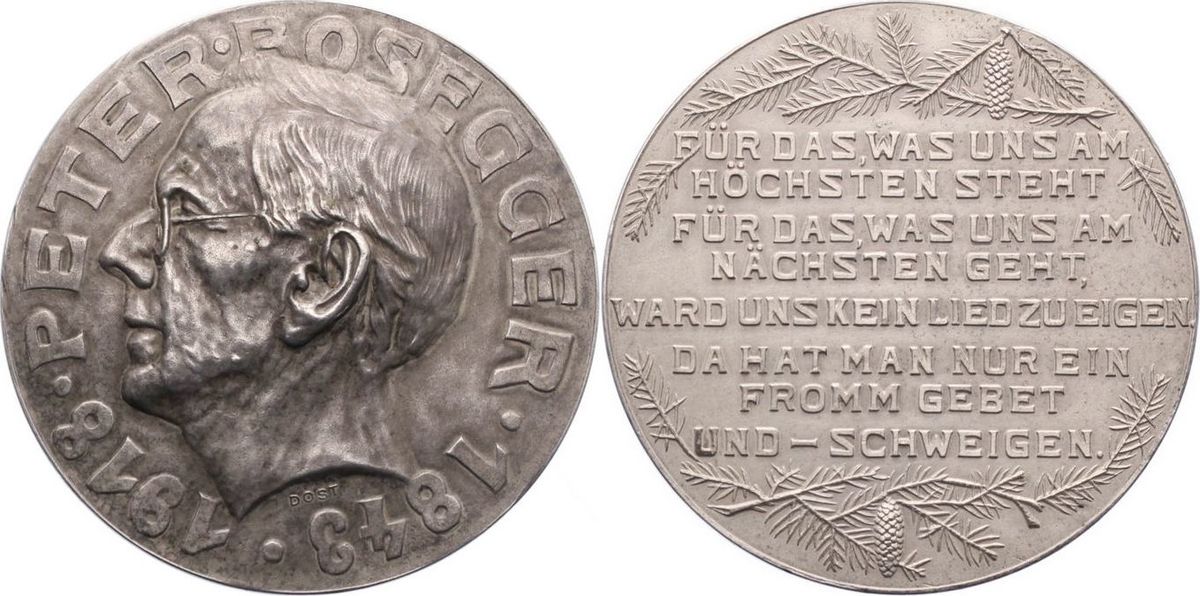 · PETER · ROSEGGER · 1843 · 1918
DOST
FÜR DAS, WAS UNS AM
HÖCHSTEN STEHT
FÜR DAS, WAS UNS AM
NÄCHSTEN GEHT,
WARD UNS KEIN LIED ZU EIGEN
DA HAT MAN NUR EIN
FROMM GEBET
UND – SCHWEIGEN.